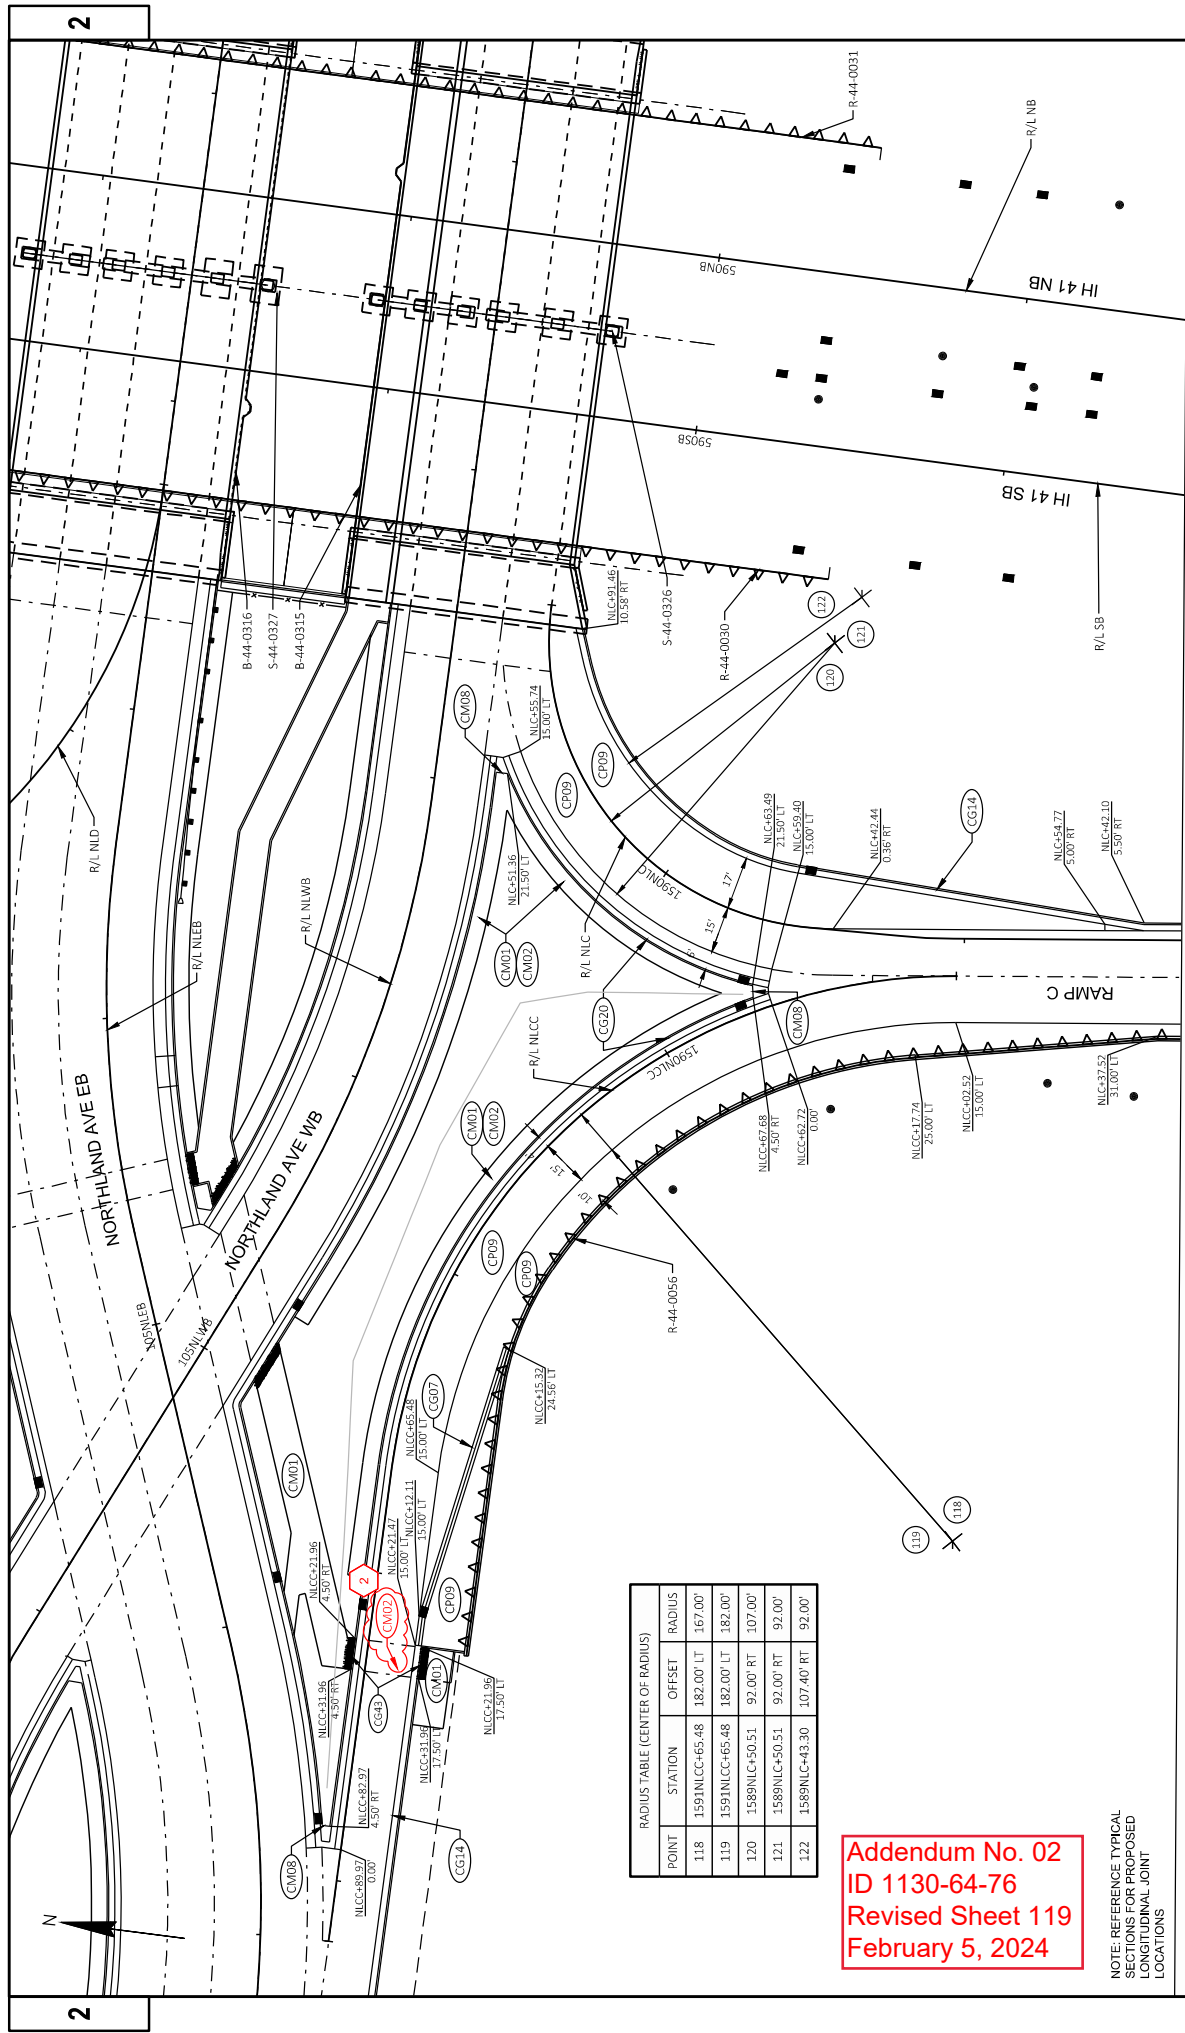 2
R-44-0031
R/L NB
590NB
IH 41 NB
590SB
IH 41 SB
R/L SB
B-44-0316
S-44-0327
B-44-0315
NLC+91.46
10.58' RT
S-44-0326
R-44-0030
122
121
120
R/L NLD
R/L NLEB
R/L NLWB
CM08
NLC+55.74
15.00' LT
CP09
CP09
NLC+51.36
21.50' LT
CM01
CM02
R/L NLC
1590NLC
17'
15'
6'
NLC+63.49
21.50' LT
NLC+59.40
15.00' LT
NLC+42.44
0.36' RT
CG14
NLC+54.77
5.00' RT
NLC+42.10
5.50' RT
CG20
R/L NLCC
1590NLCC
CM08
RAMP C
NORTHLAND AVE EB
NORTHLAND AVE WB
CM01
CM02
15'
10'
NLCC+67.68
4.50' RT
NLCC+62.72
0.00'
NLCC+17.74
25.00' LT
NLCC+02.52
15.00' LT
NLC+37.52
31.00' LT
CP09
CP09
R-44-0056
105NLEB
105NLWB
CM01
NLCC+15.32
24.56' LT
CG07
NLCC+65.48
15.00' LT
NLCC+12.11
15.00' LT
NLCC+21.47
15.00' LT
NLCC+21.96
4.50' RT
2
CM02
CP09
CM01
NLCC+31.96
4.50' RT
CG43
NLCC+21.96
17.50' LT
NLCC+31.96
17.50' LT
NLCC+82.97
4.50' RT
CM08
NLCC+89.97
0.00'
CG14
119
118
N
RADIUS TABLE (CENTER OF RADIUS)
POINT STATION OFFSET RADIUS
118 1591NLCC+65.48 182.00' LT 167.00'
119 1591NLCC+65.48 182.00' LT 182.00'
120 1589NLC+50.51 92.00' RT 107.00'
121 1589NLC+50.51 92.00' RT 92.00'
122 1589NLC+43.30 107.40' RT 92.00'
Addendum No. 02
ID 1130-64-76
Revised Sheet 119
February 5, 2024
NOTE: REFERENCE TYPICAL
SECTIONS FOR PROPOSED
LONGITUDINAL JOINT
LOCATIONS
2